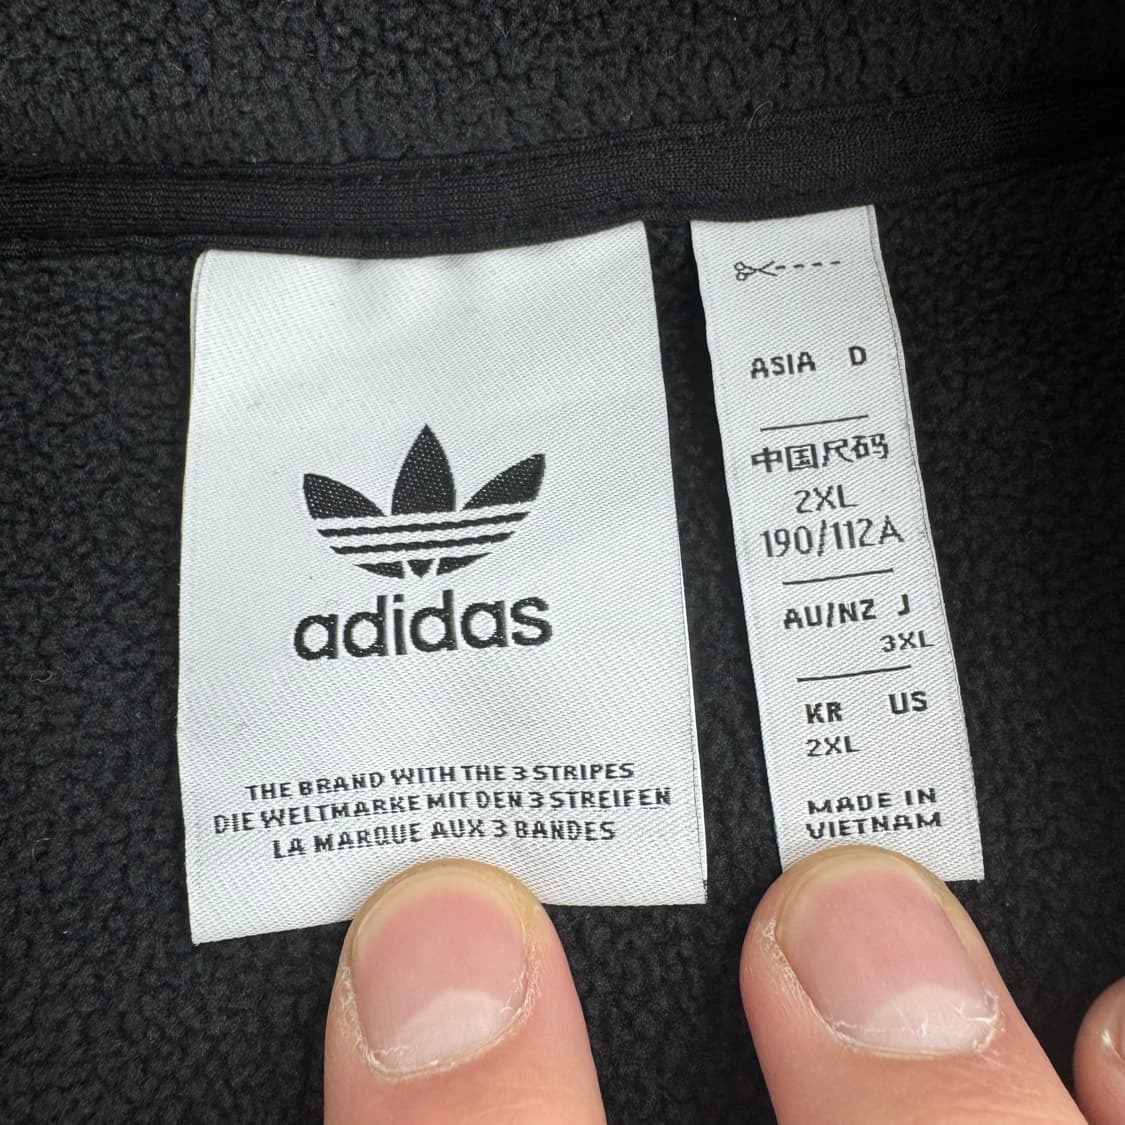 adidas
THE BRAND WITH THE 3 STRIPES
DIE WELTMARKE MIT DEN 3 STREIFEN
LA MARQUE AUX 3 BANDES
ASIA D
中国尺码
2XL
190/112A
AU/NZ J
3XL
KR US
2XL
MADE IN
VIETNAM